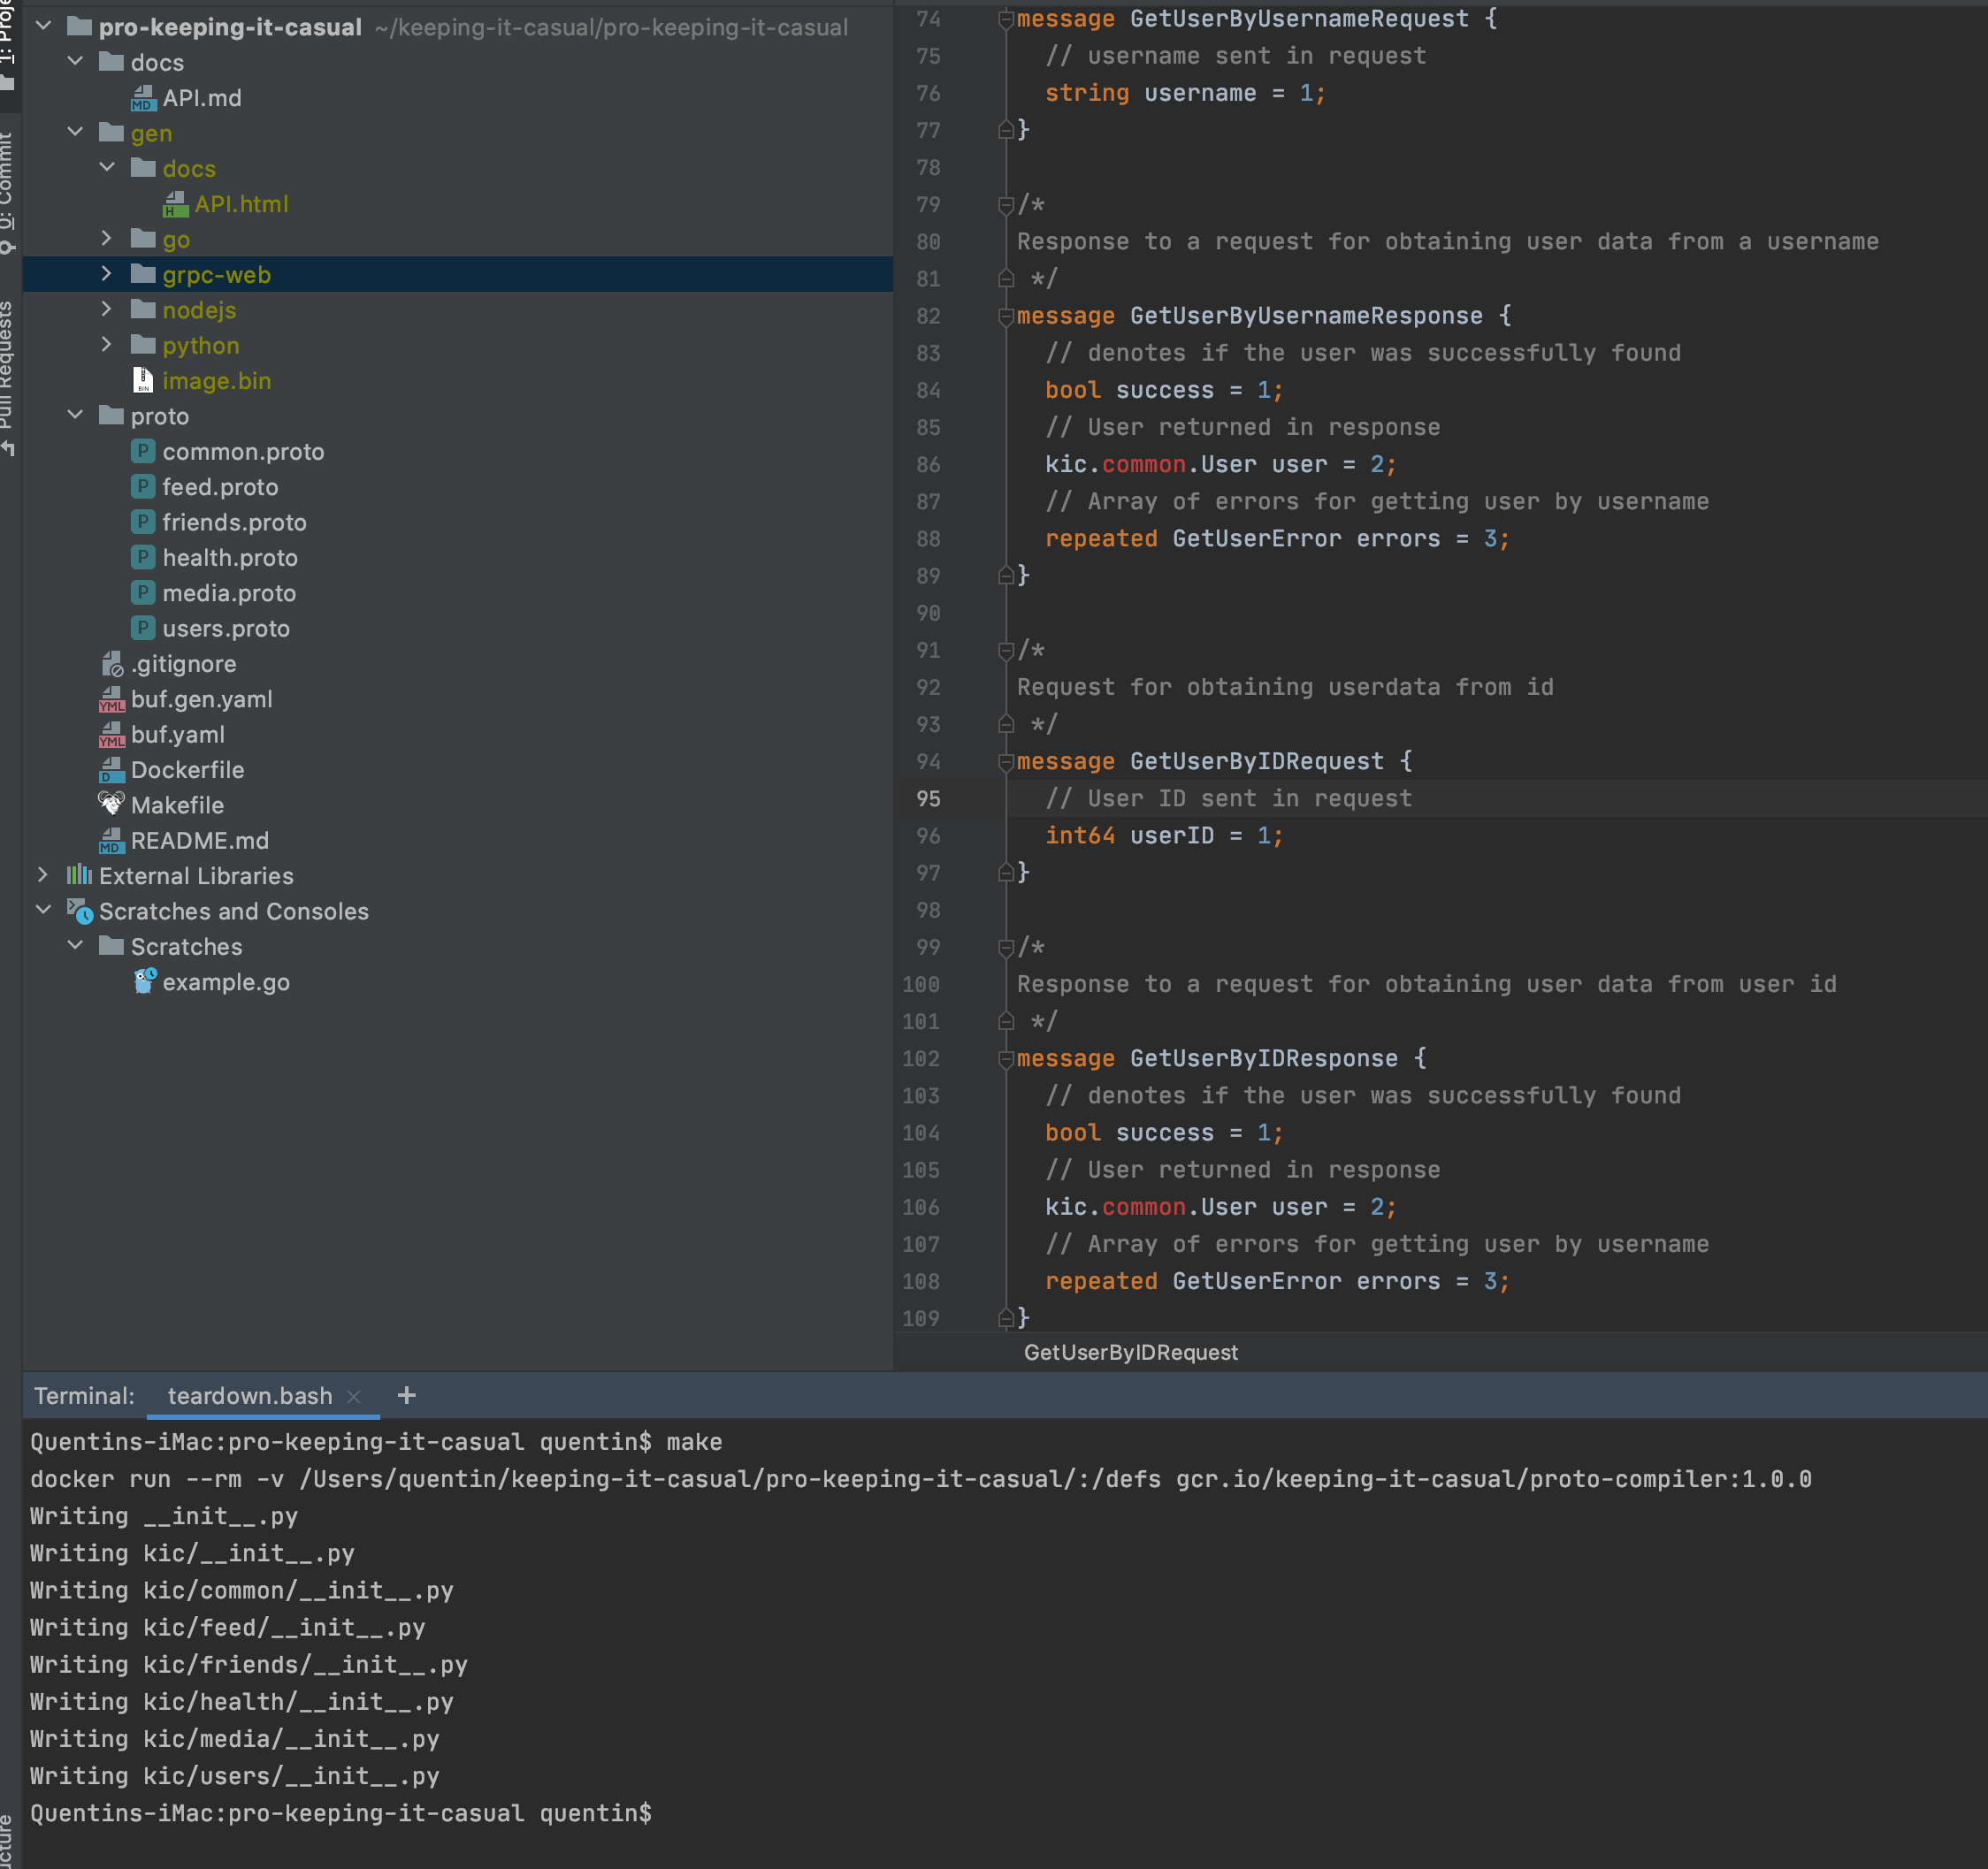 1: Proje
0: Commit
Pull Requests
ucture
pro-keeping-it-casual ~/keeping-it-casual/pro-keeping-it-casual
docs
MD API.md
gen
docs
H API.html
go
grpc-web
nodejs
python
BIN image.bin
proto
P common.proto
P feed.proto
P friends.proto
P health.proto
P media.proto
P users.proto
.gitignore
YML buf.gen.yaml
YML buf.yaml
D Dockerfile
Makefile
MD README.md
External Libraries
Scratches and Consoles
Scratches
example.go
74 message GetUserByUsernameRequest {
75 // username sent in request
76 string username = 1;
77 }
78
79 /*
80 Response to a request for obtaining user data from a username
81 */
82 message GetUserByUsernameResponse {
83 // denotes if the user was successfully found
84 bool success = 1;
85 // User returned in response
86 kic.common.User user = 2;
87 // Array of errors for getting user by username
88 repeated GetUserError errors = 3;
89 }
90
91 /*
92 Request for obtaining userdata from id
93 */
94 message GetUserByIDRequest {
95 // User ID sent in request
96 int64 userID = 1;
97 }
98
99 /*
100 Response to a request for obtaining user data from user id
101 */
102 message GetUserByIDResponse {
103 // denotes if the user was successfully found
104 bool success = 1;
105 // User returned in response
106 kic.common.User user = 2;
107 // Array of errors for getting user by username
108 repeated GetUserError errors = 3;
109 }
GetUserByIDRequest
Terminal: teardown.bash × +
Quentins-iMac:pro-keeping-it-casual quentin$ make
docker run --rm -v /Users/quentin/keeping-it-casual/pro-keeping-it-casual/:/defs gcr.io/keeping-it-casual/proto-compiler:1.0.0
Writing __init__.py
Writing kic/__init__.py
Writing kic/common/__init__.py
Writing kic/feed/__init__.py
Writing kic/friends/__init__.py
Writing kic/health/__init__.py
Writing kic/media/__init__.py
Writing kic/users/__init__.py
Quentins-iMac:pro-keeping-it-casual quentin$